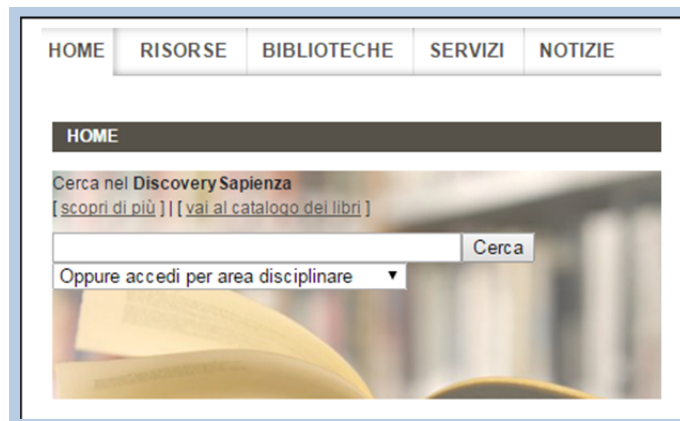 HOME RISORSE BIBLIOTECHE SERVIZI NOTIZIE
HOME
Cerca nel Discovery Sapienza
[ scopri di più ] | [ vai al catalogo dei libri ]
Cerca
Oppure accedi per area disciplinare